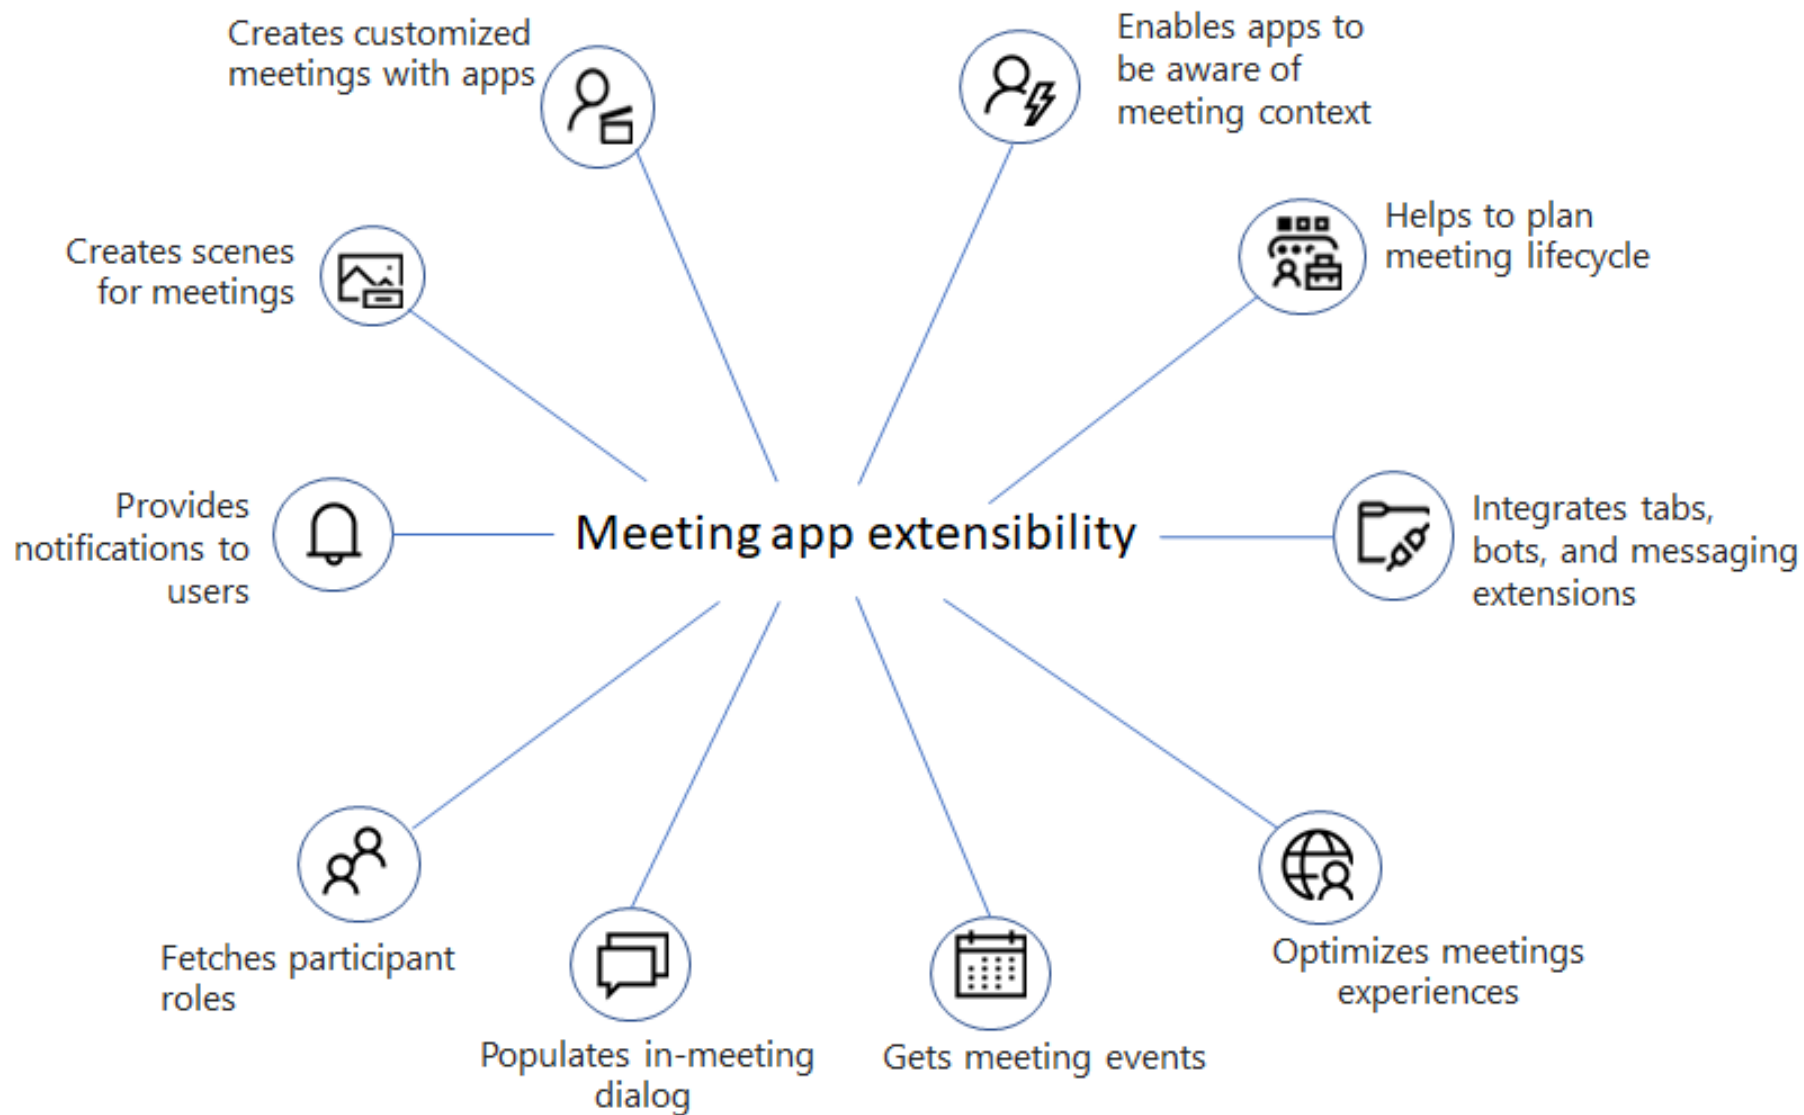 Creates customized
meetings with apps
Enables apps to
be aware of
meeting context
Creates scenes
for meetings
Helps to plan
meeting lifecycle
Provides
notifications to
users
Meeting app extensibility
Integrates tabs,
bots, and messaging
extensions
Fetches participant
roles
Populates in-meeting
dialog
Gets meeting events
Optimizes meetings
experiences